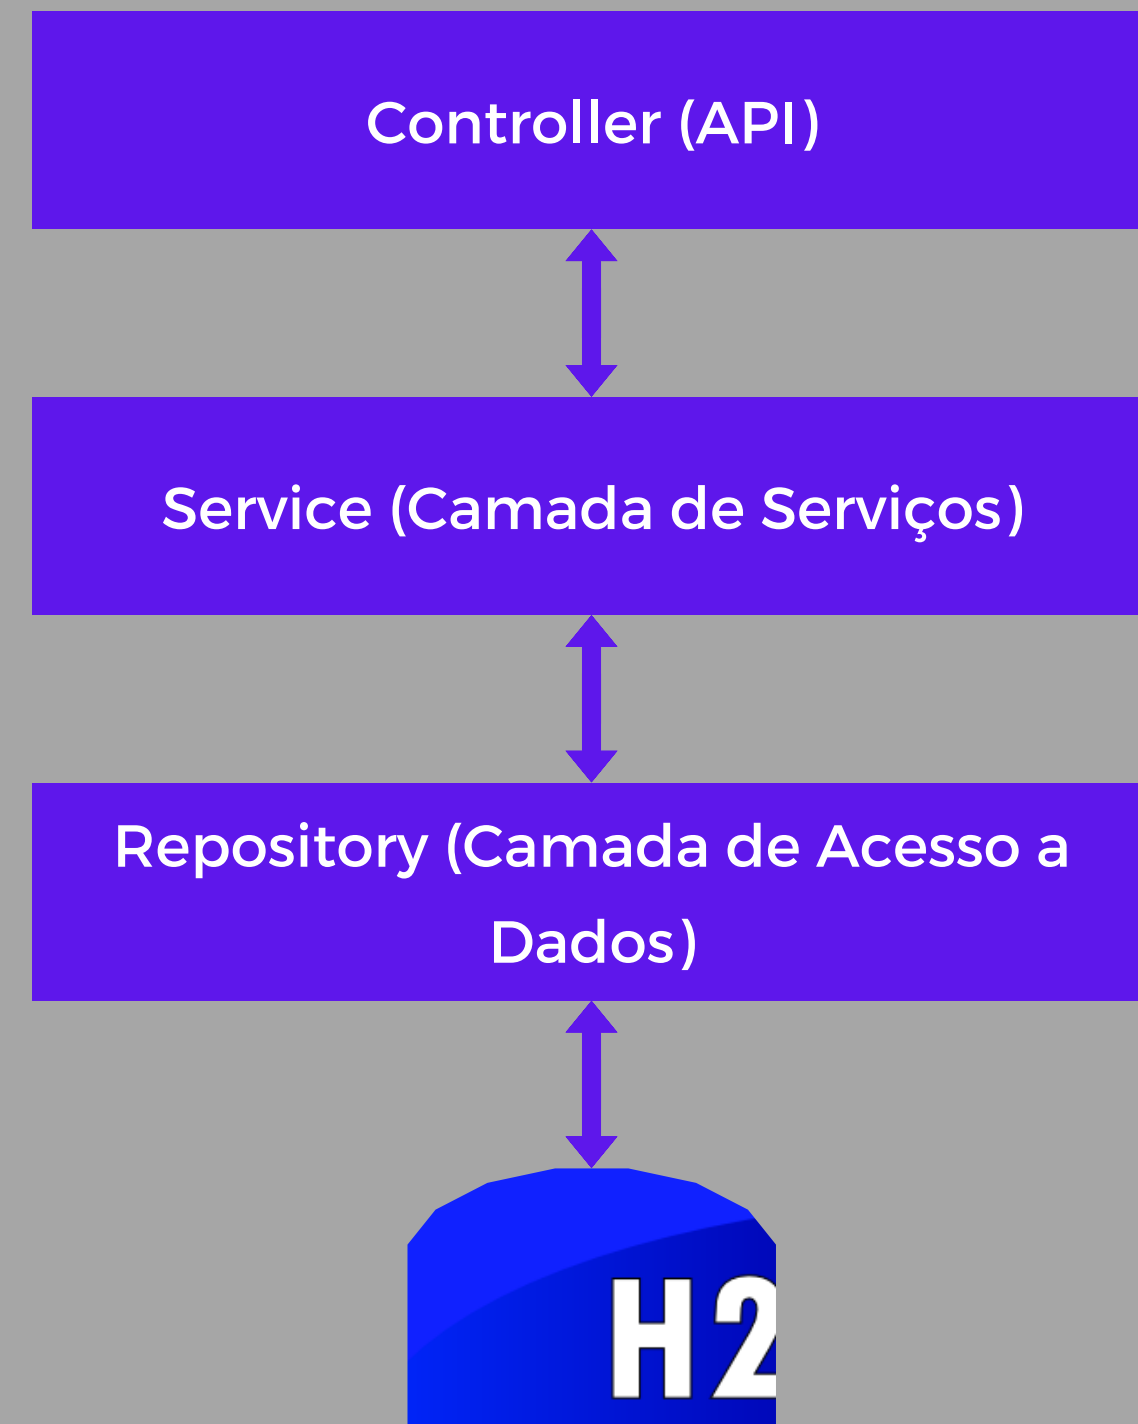 Controller (API)
Service (Camada de Serviços)
Repository (Camada de Acesso a
Dados)
H2